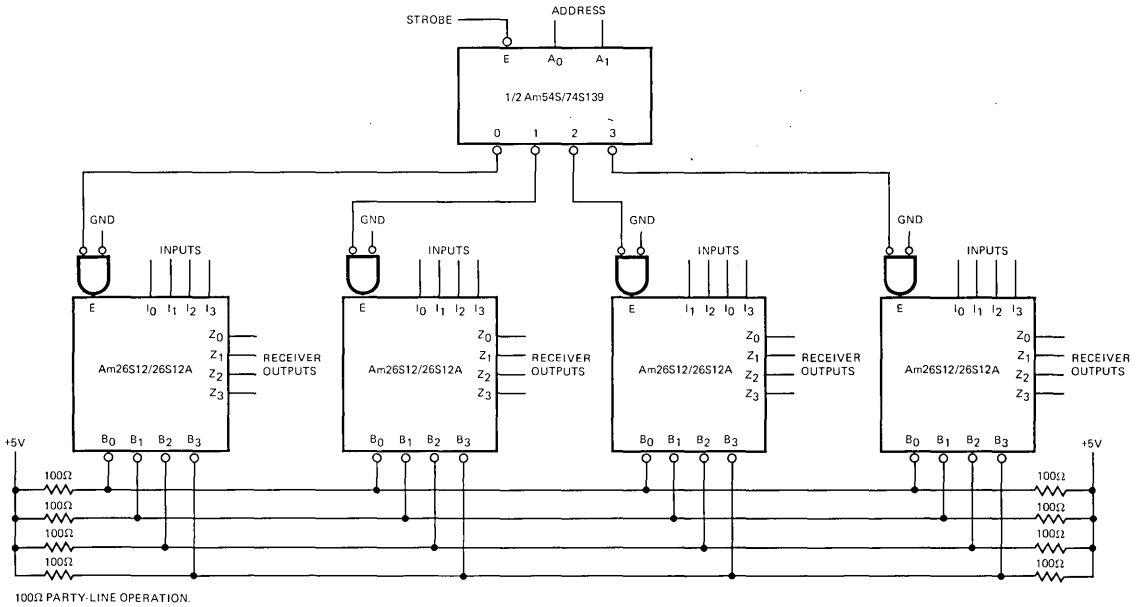 STROBE
ADDRESS
E A0 A1
1/2 Am54S/74S139
0 1 2 3
GND GND GND GND
INPUTS INPUTS INPUTS INPUTS
E I0 I1 I2 I3 E I0 I1 I2 I3 E I1 I2 I0 I3 E I0 I1 I2 I3
Z0 Z0 Z0 Z0
Z1 RECEIVER Z1 RECEIVER Z1 RECEIVER Z1 RECEIVER
Am26S12/26S12A Z2 OUTPUTS Am26S12/26S12A Z2 OUTPUTS Am26S12/26S12A Z2 OUTPUTS Am26S12/26S12A Z2 OUTPUTS
Z3 Z3 Z3 Z3
+5V B0 B1 B2 B3 B0 B1 B2 B3 B0 B1 B2 B3 B0 B1 B2 B3 +5V
100Ω 100Ω
100Ω 100Ω
100Ω 100Ω
100Ω 100Ω
100Ω PARTY-LINE OPERATION.